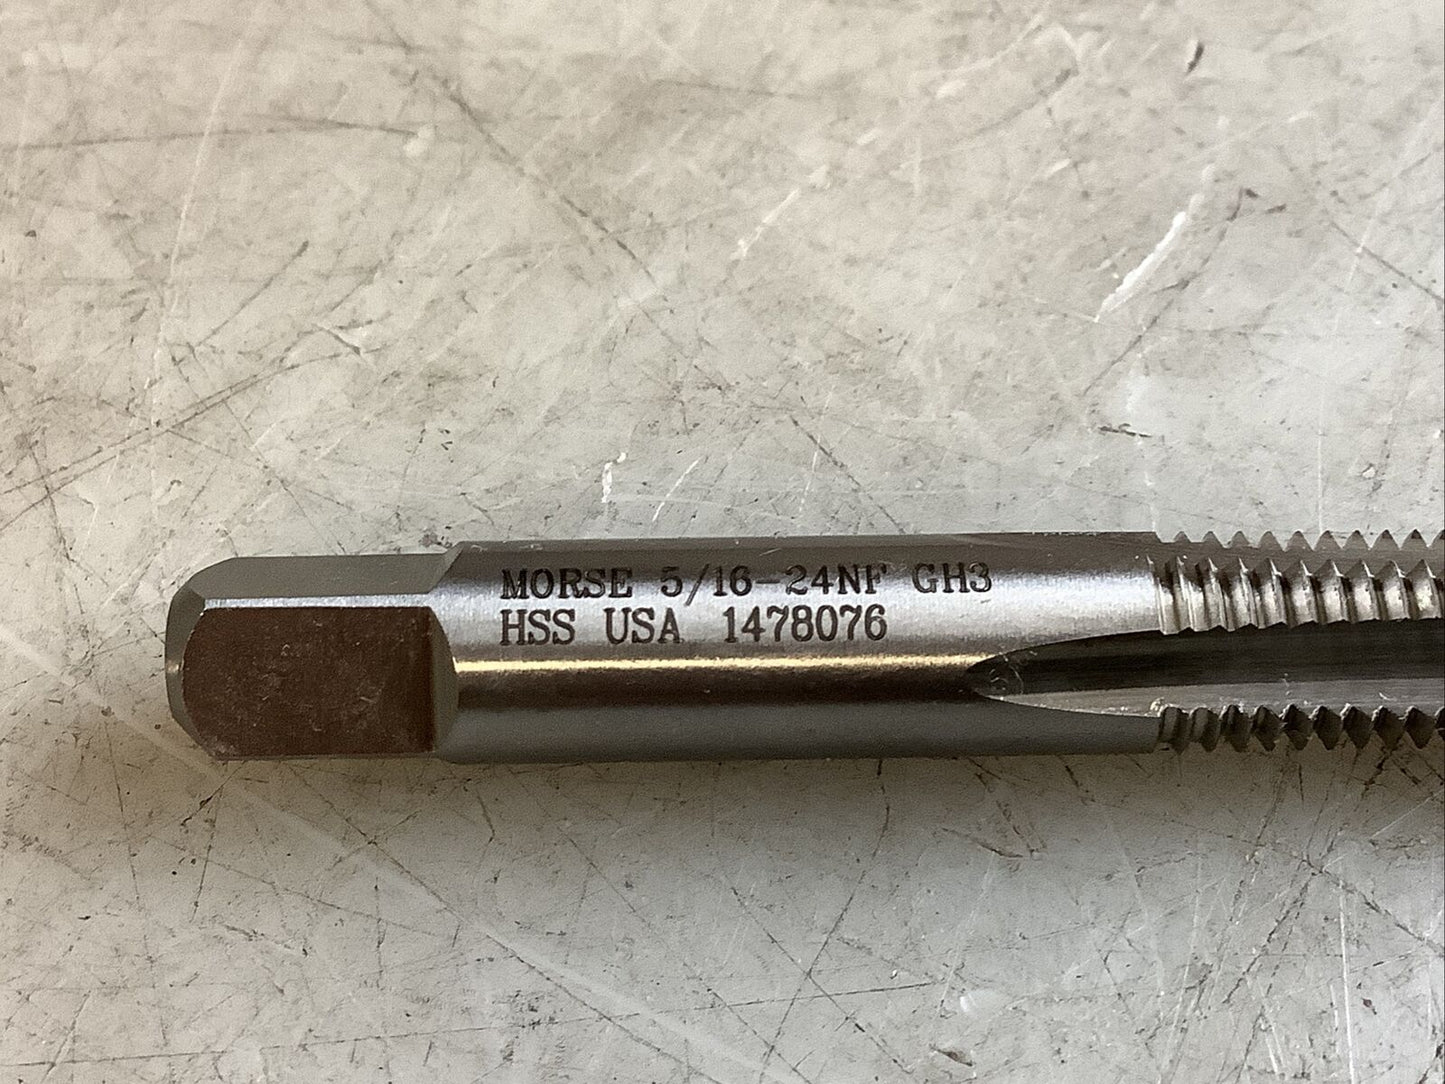 MORSE 5/16-24NF GH3
HSS USA 1478076